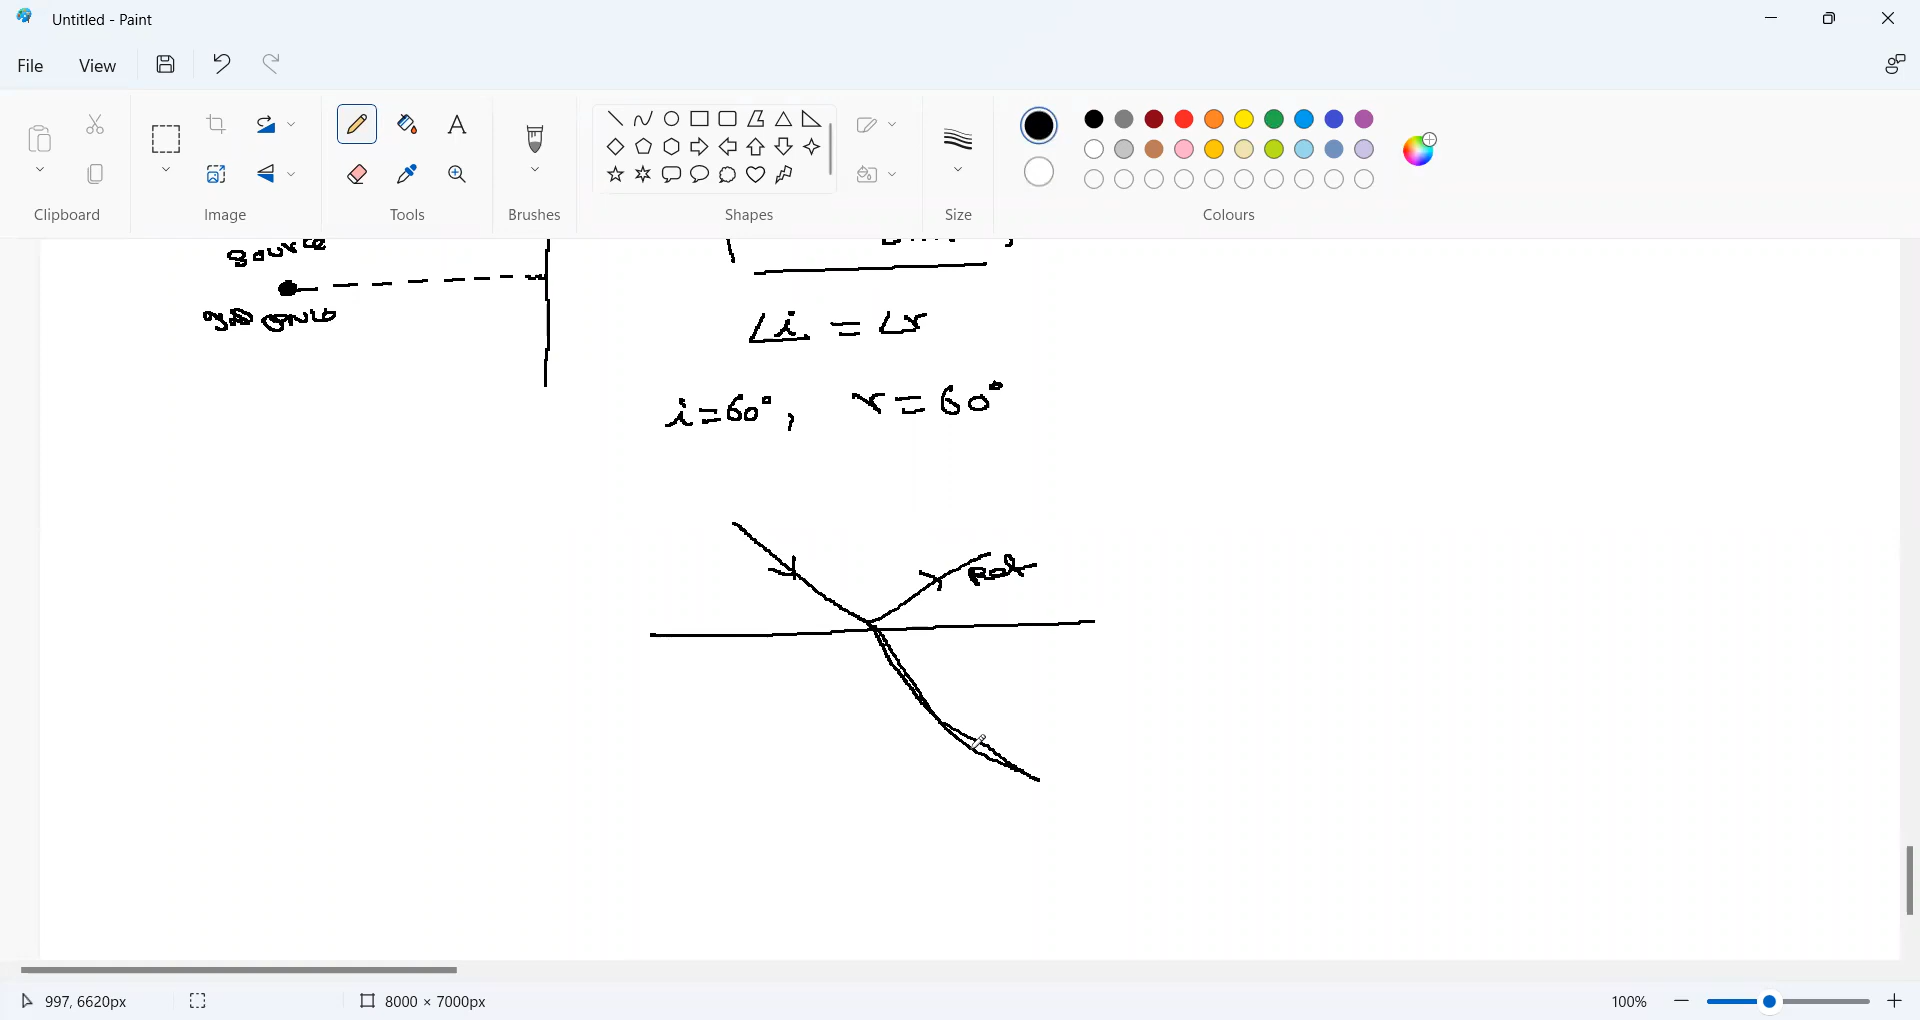 Untitled - Paint
File View
Clipboard
Image
Tools
Brushes
Shapes
Size
Colours
source
∠i = ∠r
i=60°, r=60°
Ref
997, 6620px
8000 × 7000px
100%